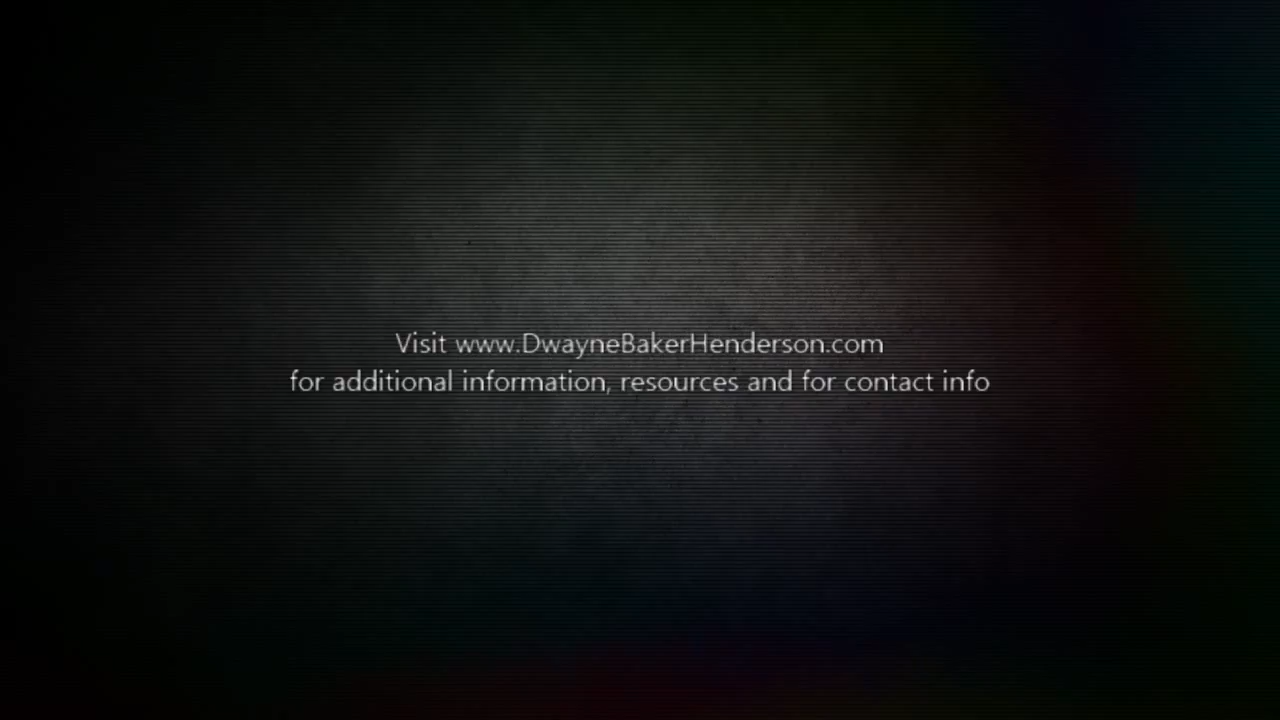 Visit www.DwayneBakerHenderson.com
for additional information, resources and for contact info